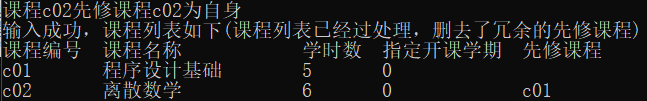 课程c02先修课程c02为自身
输入成功，课程列表如下(课程列表已经过处理，删去了冗余的先修课程)
课程编号 课程名称 学时数 指定开课学期 先修课程
c01 程序设计基础 5 0
c02 离散数学 6 0 c01